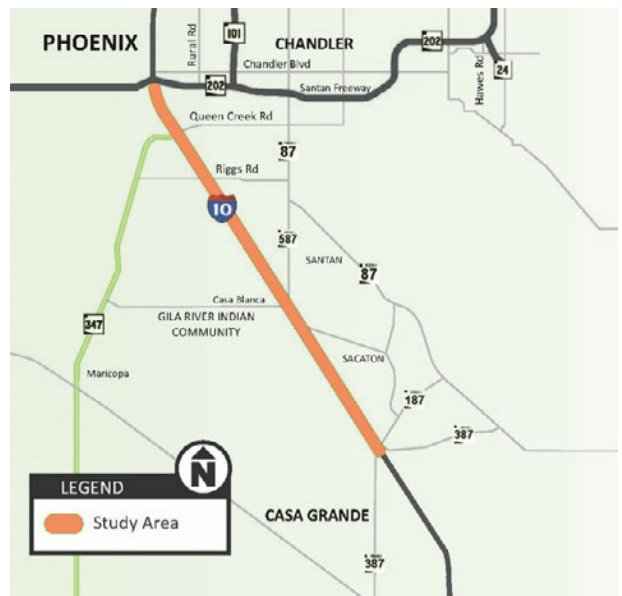 PHOENIX
Rural Rd
101
CHANDLER
202
Chandler Blvd
202
Santan Freeway
Hawes Rd
24
Queen Creek Rd
87
Riggs Rd
10
587
SANTAN
87
Casa Blanca
GILA RIVER INDIAN
COMMUNITY
347
SACATON
Maricopa
187
387
N
LEGEND
Study Area
CASA GRANDE
387